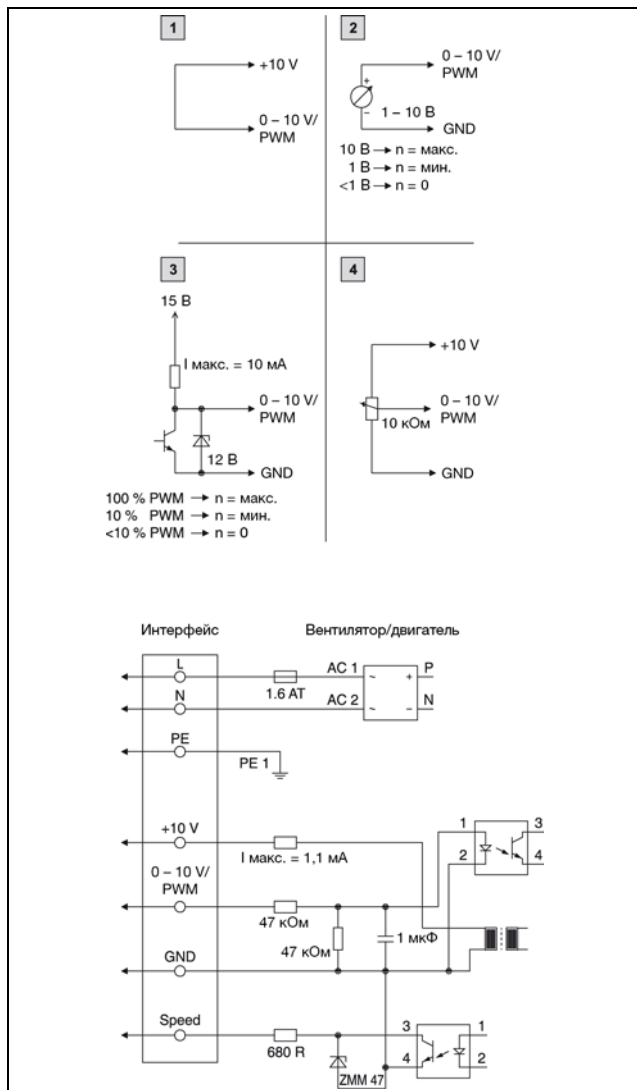 1
+10 V
0 – 10 V/
PWM
2
0 – 10 V/
PWM
+
–
1 – 10 В
GND
10 В → n = макс.
1 В → n = мин.
<1 В → n = 0
3
15 В
I макс. = 10 мА
0 – 10 V/
PWM
12 В
GND
100 % PWM → n = макс.
10 % PWM → n = мин.
<10 % PWM → n = 0
4
+10 V
0 – 10 V/
PWM
10 кОм
GND
Интерфейс
Вентилятор/двигатель
L
1.6 AT
AC 1
~
+
P
N
AC 2
~
–
N
PE
PE 1
+10 V
I макс. = 1,1 мА
1
3
2
4
0 – 10 V/
PWM
47 кОм
47 кОм
1 мкФ
GND
Speed
680 R
ZMM 47
3
1
4
2